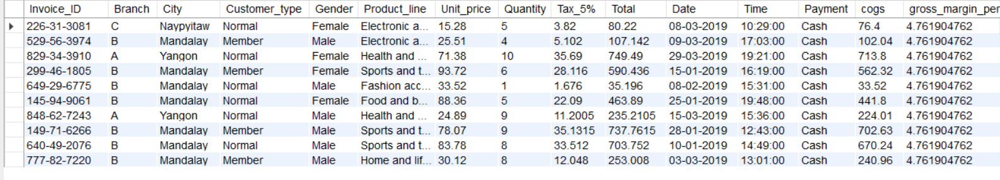 Invoice_ID Branch City Customer_type Gender Product_line Unit_price Quantity Tax_5% Total Date Time Payment cogs gross_margin_per
226-31-3081 C Naypyitaw Normal Female Electronic a... 15.28 5 3.82 80.22 08-03-2019 10:29:00 Cash 76.4 4.761904762
529-56-3974 B Mandalay Member Male Electronic a... 25.51 4 5.102 107.142 09-03-2019 17:03:00 Cash 102.04 4.761904762
829-34-3910 A Yangon Normal Female Health and ... 71.38 10 35.69 749.49 29-03-2019 19:21:00 Cash 713.8 4.761904762
299-46-1805 B Mandalay Member Female Sports and t... 93.72 6 28.116 590.436 15-01-2019 16:19:00 Cash 562.32 4.761904762
649-29-6775 B Mandalay Normal Male Fashion acc... 33.52 1 1.676 35.196 08-02-2019 15:31:00 Cash 33.52 4.761904762
145-94-9061 B Mandalay Normal Female Food and b... 88.36 5 22.09 463.89 25-01-2019 19:48:00 Cash 441.8 4.761904762
848-62-7243 A Yangon Normal Male Health and ... 24.89 9 11.2005 235.2105 15-03-2019 15:36:00 Cash 224.01 4.761904762
149-71-6266 B Mandalay Member Male Sports and t... 78.07 9 35.1315 737.7615 28-01-2019 12:43:00 Cash 702.63 4.761904762
640-49-2076 B Mandalay Normal Male Sports and t... 83.78 8 33.512 703.752 10-01-2019 14:49:00 Cash 670.24 4.761904762
777-82-7220 B Mandalay Member Male Home and lif... 30.12 8 12.048 253.008 03-03-2019 13:01:00 Cash 240.96 4.761904762